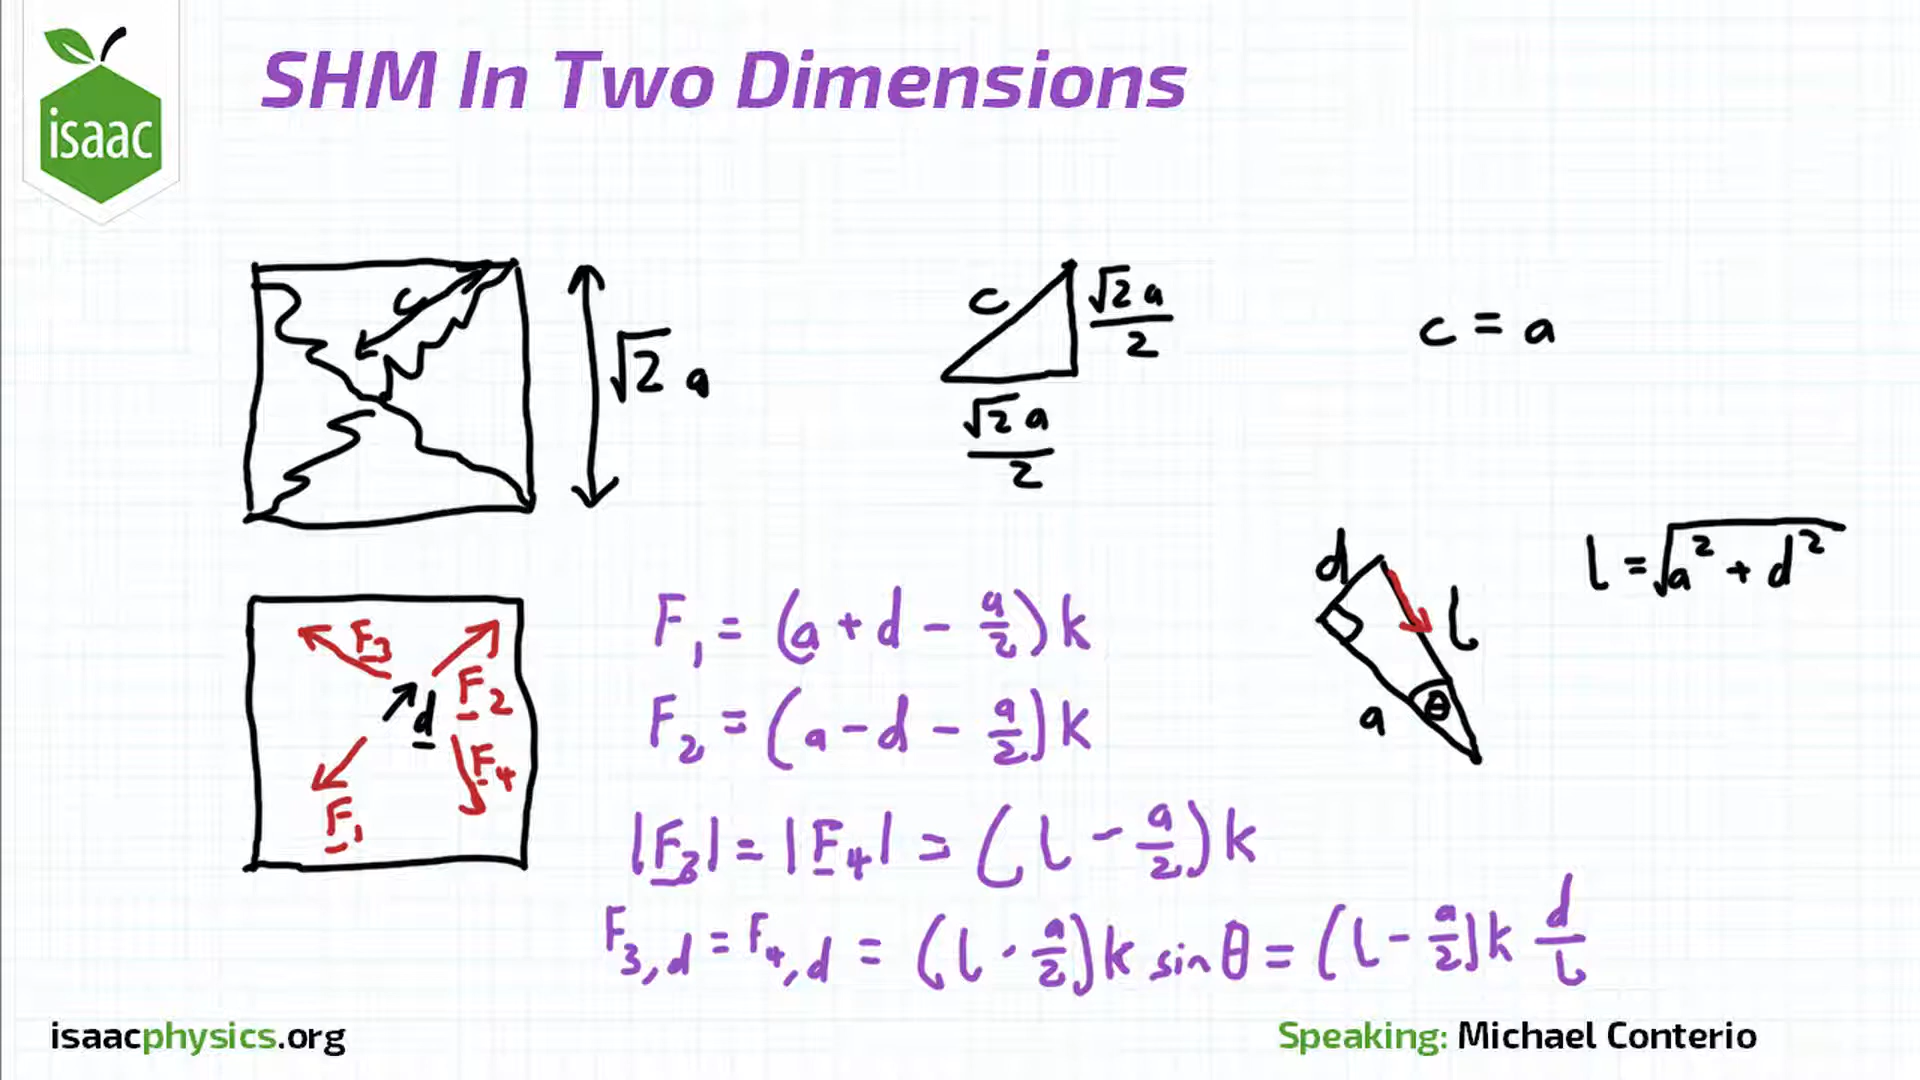 isaac
SHM In Two Dimensions
c
√2 a
c
√2 a / 2
√2 a / 2
c = a
F3
F2
d
F4
F1
F1 = (a + d - a/2) k
F2 = (a - d - a/2) k
|F3| = |F4| = (l - a/2) k
F3,d = F4,d = (l - a/2) k sin θ = (l - a/2) k d/l
d
l
a
θ
l = √a² + d²
isaacphysics.org
Speaking: Michael Conterio